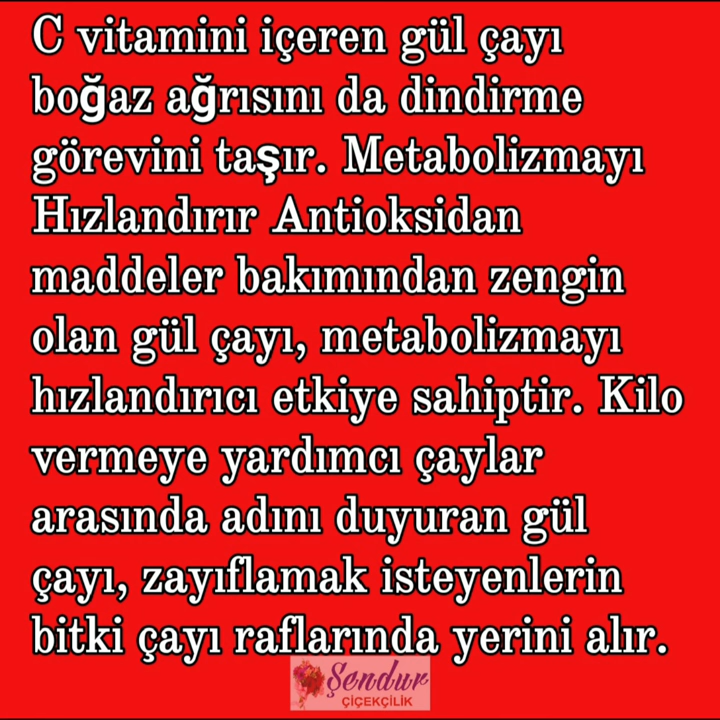 C vitamini içeren gül çayı
boğaz ağrısını da dindirme
görevini taşır. Metabolizmayı
Hızlandırır Antioksidan
maddeler bakımından zengin
olan gül çayı, metabolizmayı
hızlandırıcı etkiye sahiptir. Kilo
vermeye yardımcı çaylar
arasında adını duyuran gül
çayı, zayıflamak isteyenlerin
bitki çayı raflarında yerini alır.
Şendur
ÇİÇEKÇİLİK